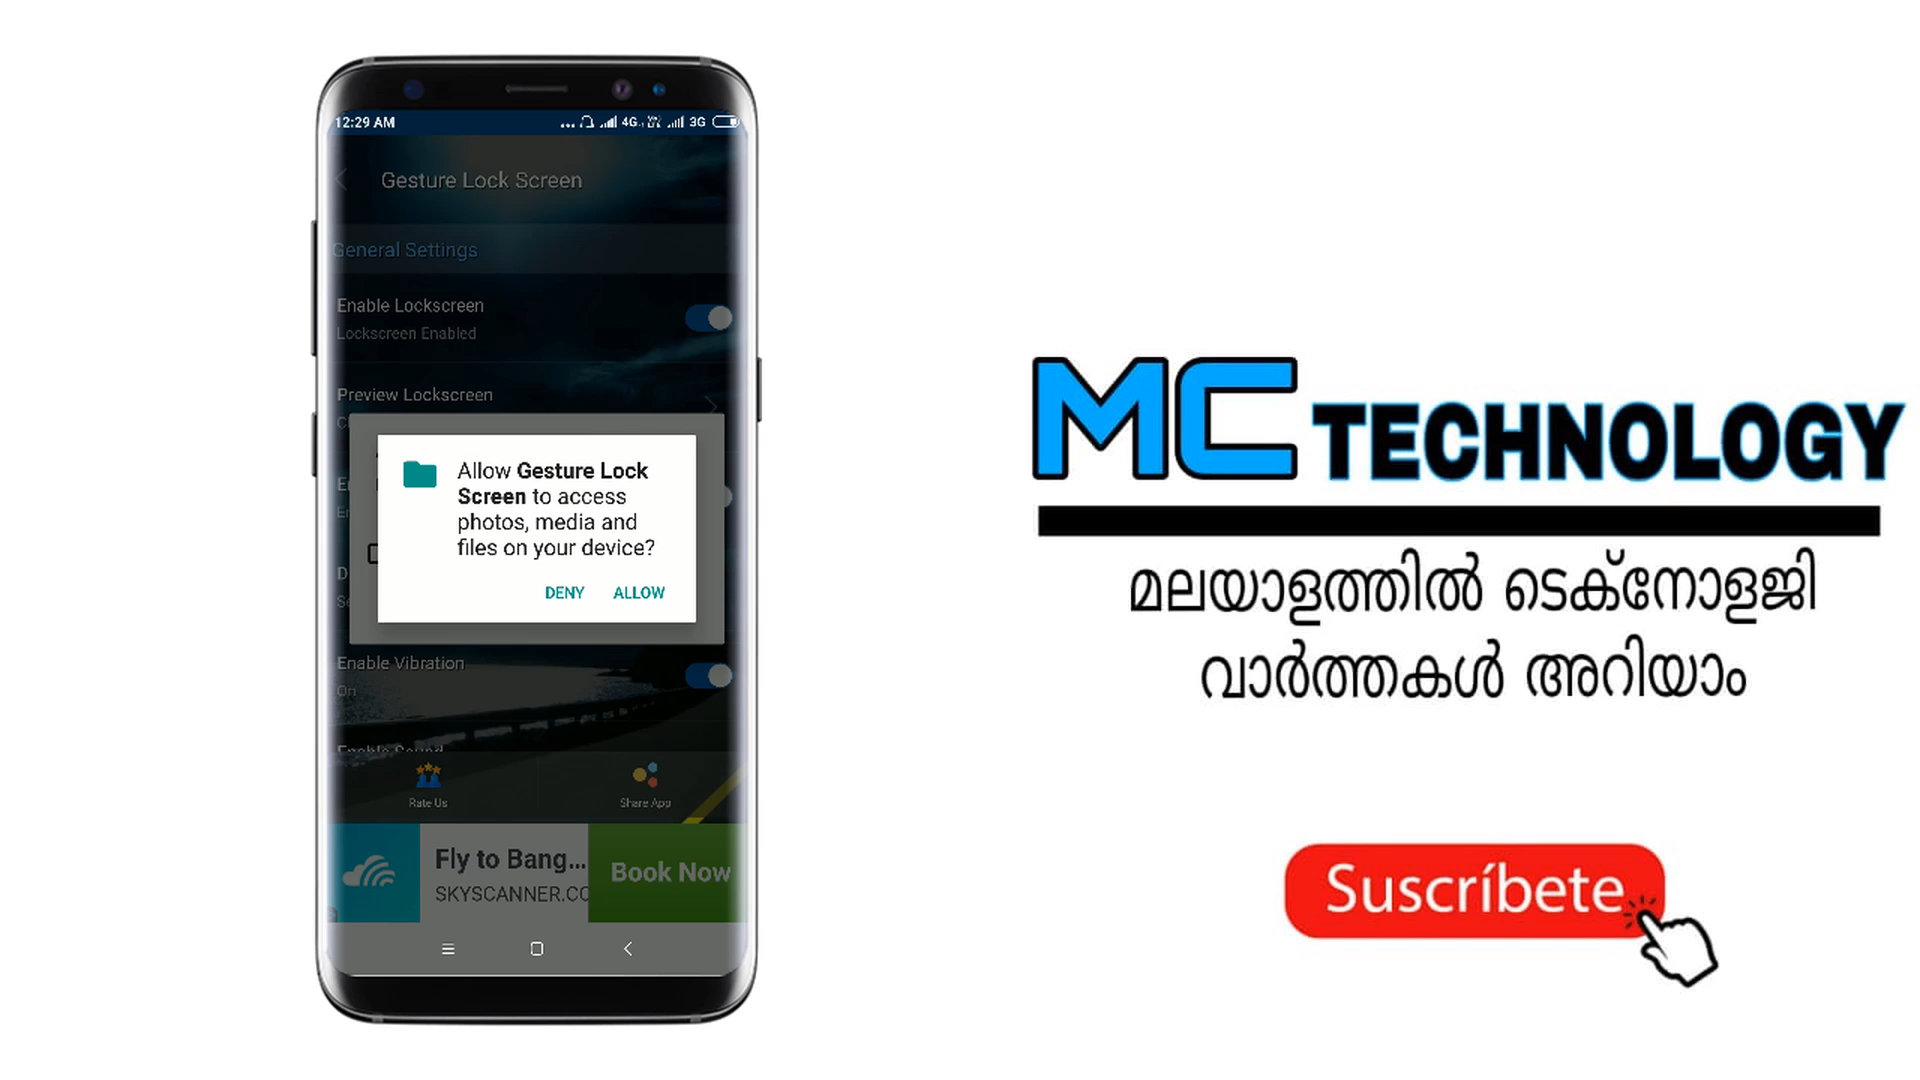 12:29 AM
4G
3G
Gesture Lock Screen
General Settings
Enable Lockscreen
Lockscreen Enabled
Preview Lockscreen
Allow Gesture Lock
Screen to access
photos, media and
files on your device?
DENY ALLOW
Enable Vibration
On
Enable Sound
Rate Us
Share App
Fly to Bang...
SKYSCANNER.CO
Book Now
MC TECHNOLOGY
മലയാളത്തിൽ ടെക്നോളജി
വാർത്തകൾ അറിയാം
Suscríbete